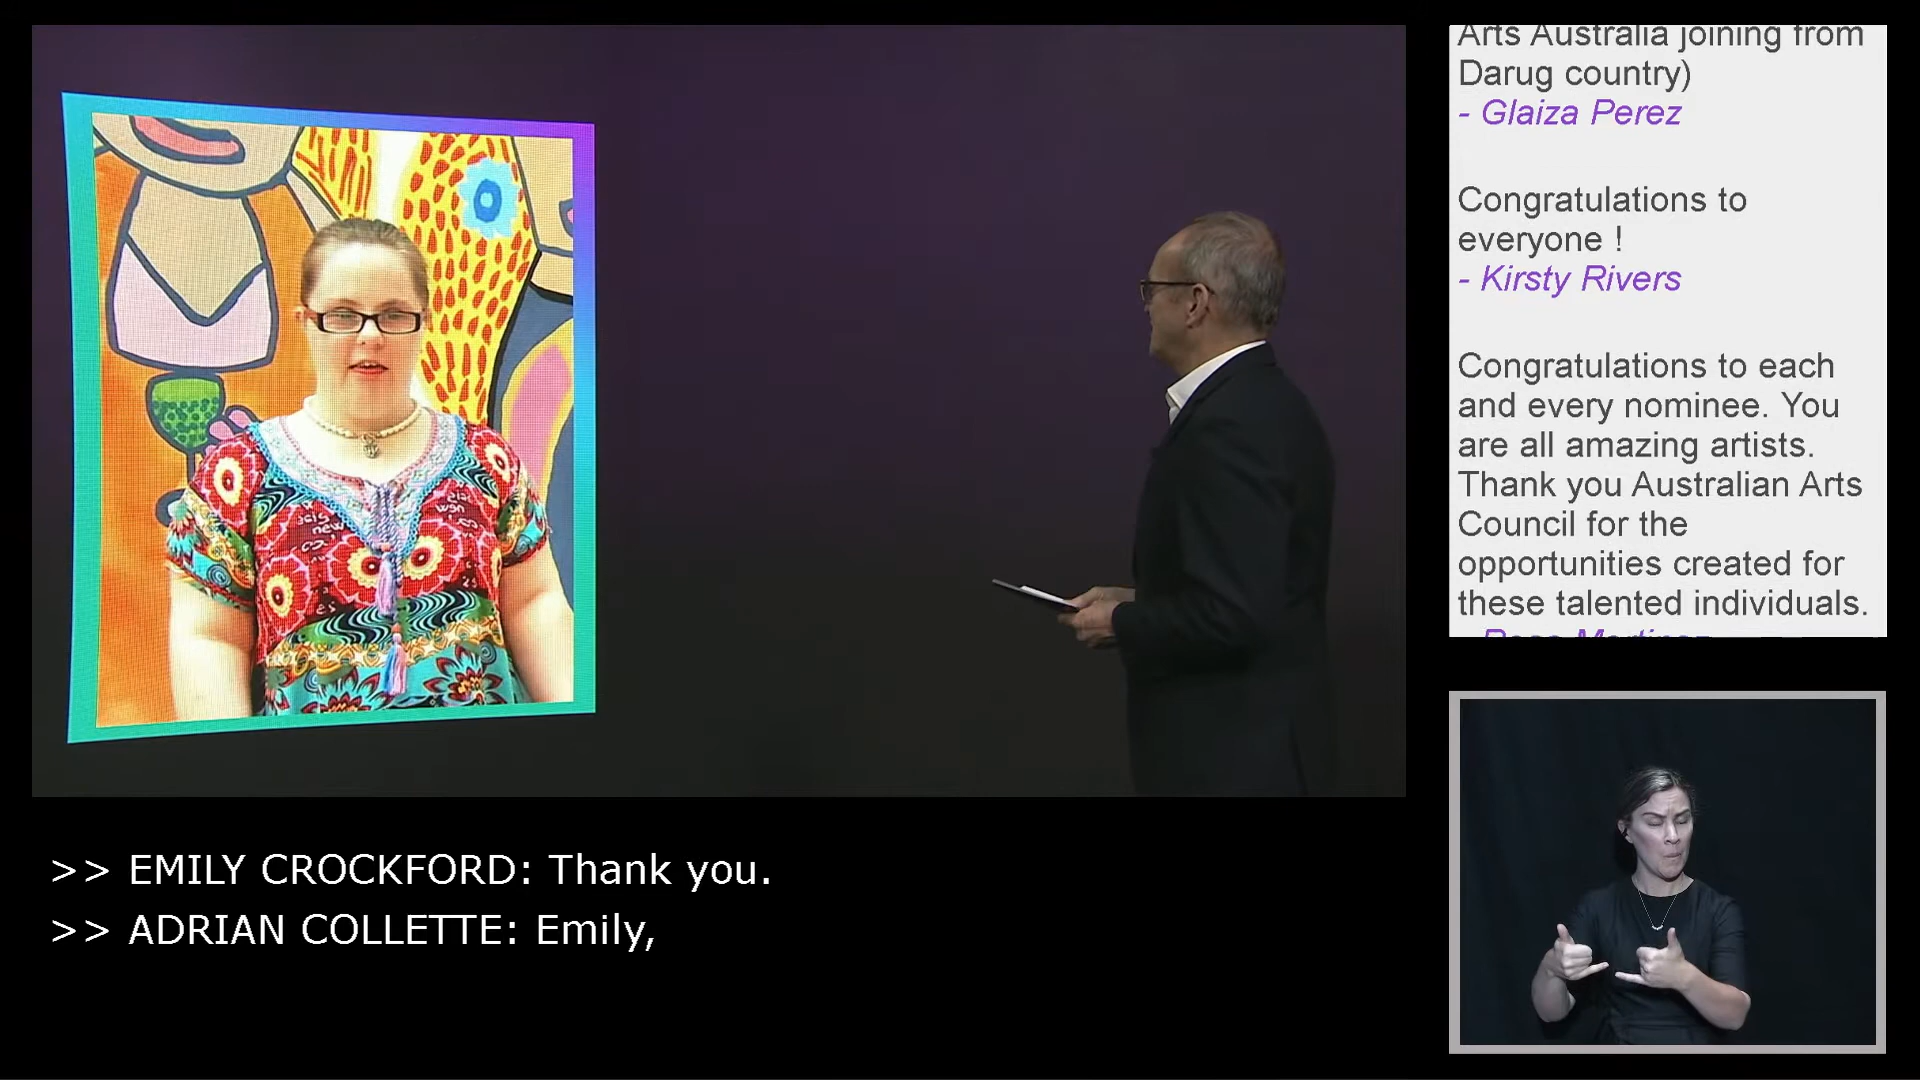 Arts Australia joining from
Darug country)
- Glaiza Perez
Congratulations to
everyone !
- Kirsty Rivers
Congratulations to each
and every nominee. You
are all amazing artists.
Thank you Australian Arts
Council for the
opportunities created for
these talented individuals.
>> EMILY CROCKFORD: Thank you.
>> ADRIAN COLLETTE: Emily,